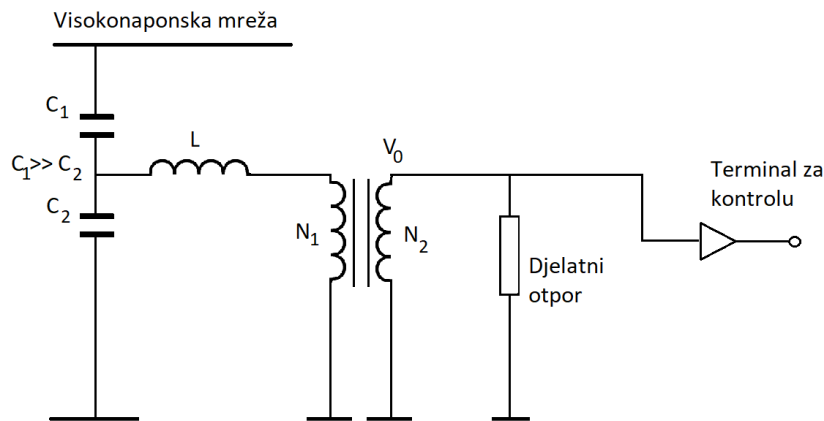 Visokonaponska mreža
C1
L
V0
C1>> C2
Terminal za
kontrolu
C2
N1
N2
Djelatni
otpor